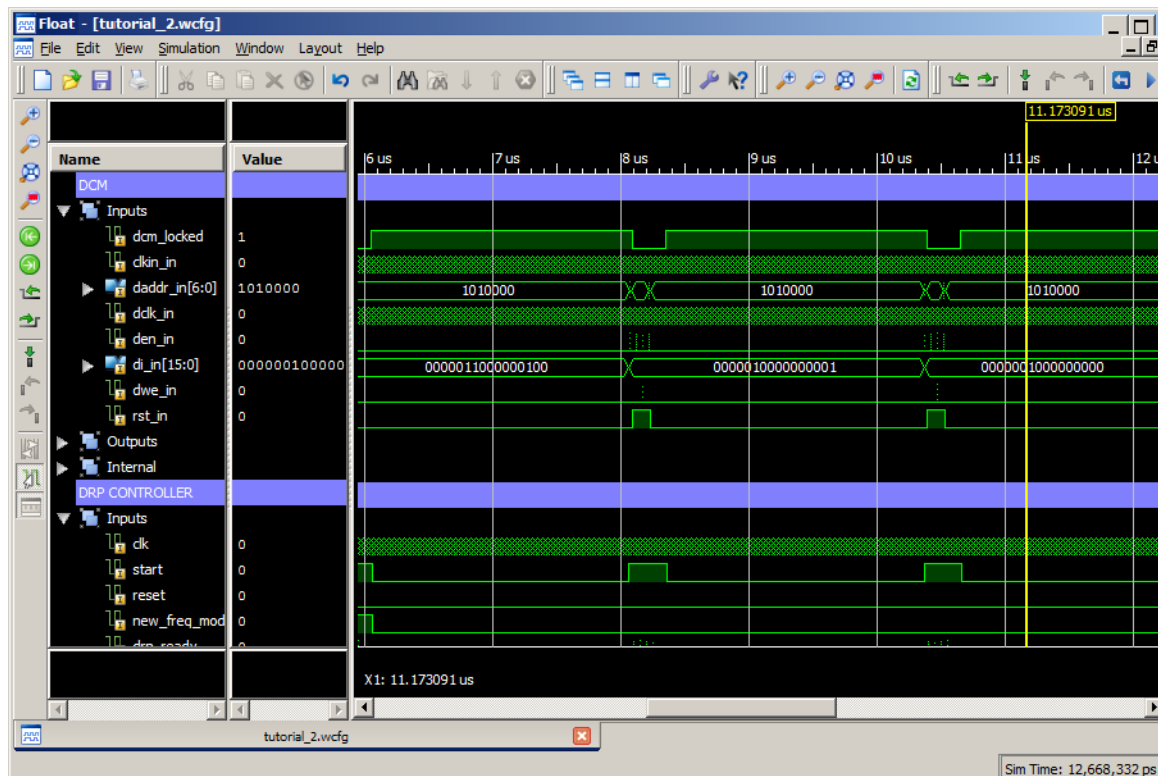 Float - [tutorial_2.wcfg]
File Edit View Simulation Window Layout Help
11.173091 us
Name Value 6 us 7 us 8 us 9 us 10 us 11 us 12 u
DCM
Inputs
dcm_locked 1
clkin_in 0
daddr_in[6:0] 1010000 1010000 1010000 1010000
dclk_in 0
den_in 0
di_in[15:0] 000000100000 0000011000000100 0000010000000001 0000001000000000
dwe_in 0
rst_in 0
Outputs
Internal
DRP CONTROLLER
Inputs
clk 0
start 0
reset 0
new_freq_mod 0
drp_ready 0
X1: 11.173091 us
tutorial_2.wcfg
Sim Time: 12,668,332 ps